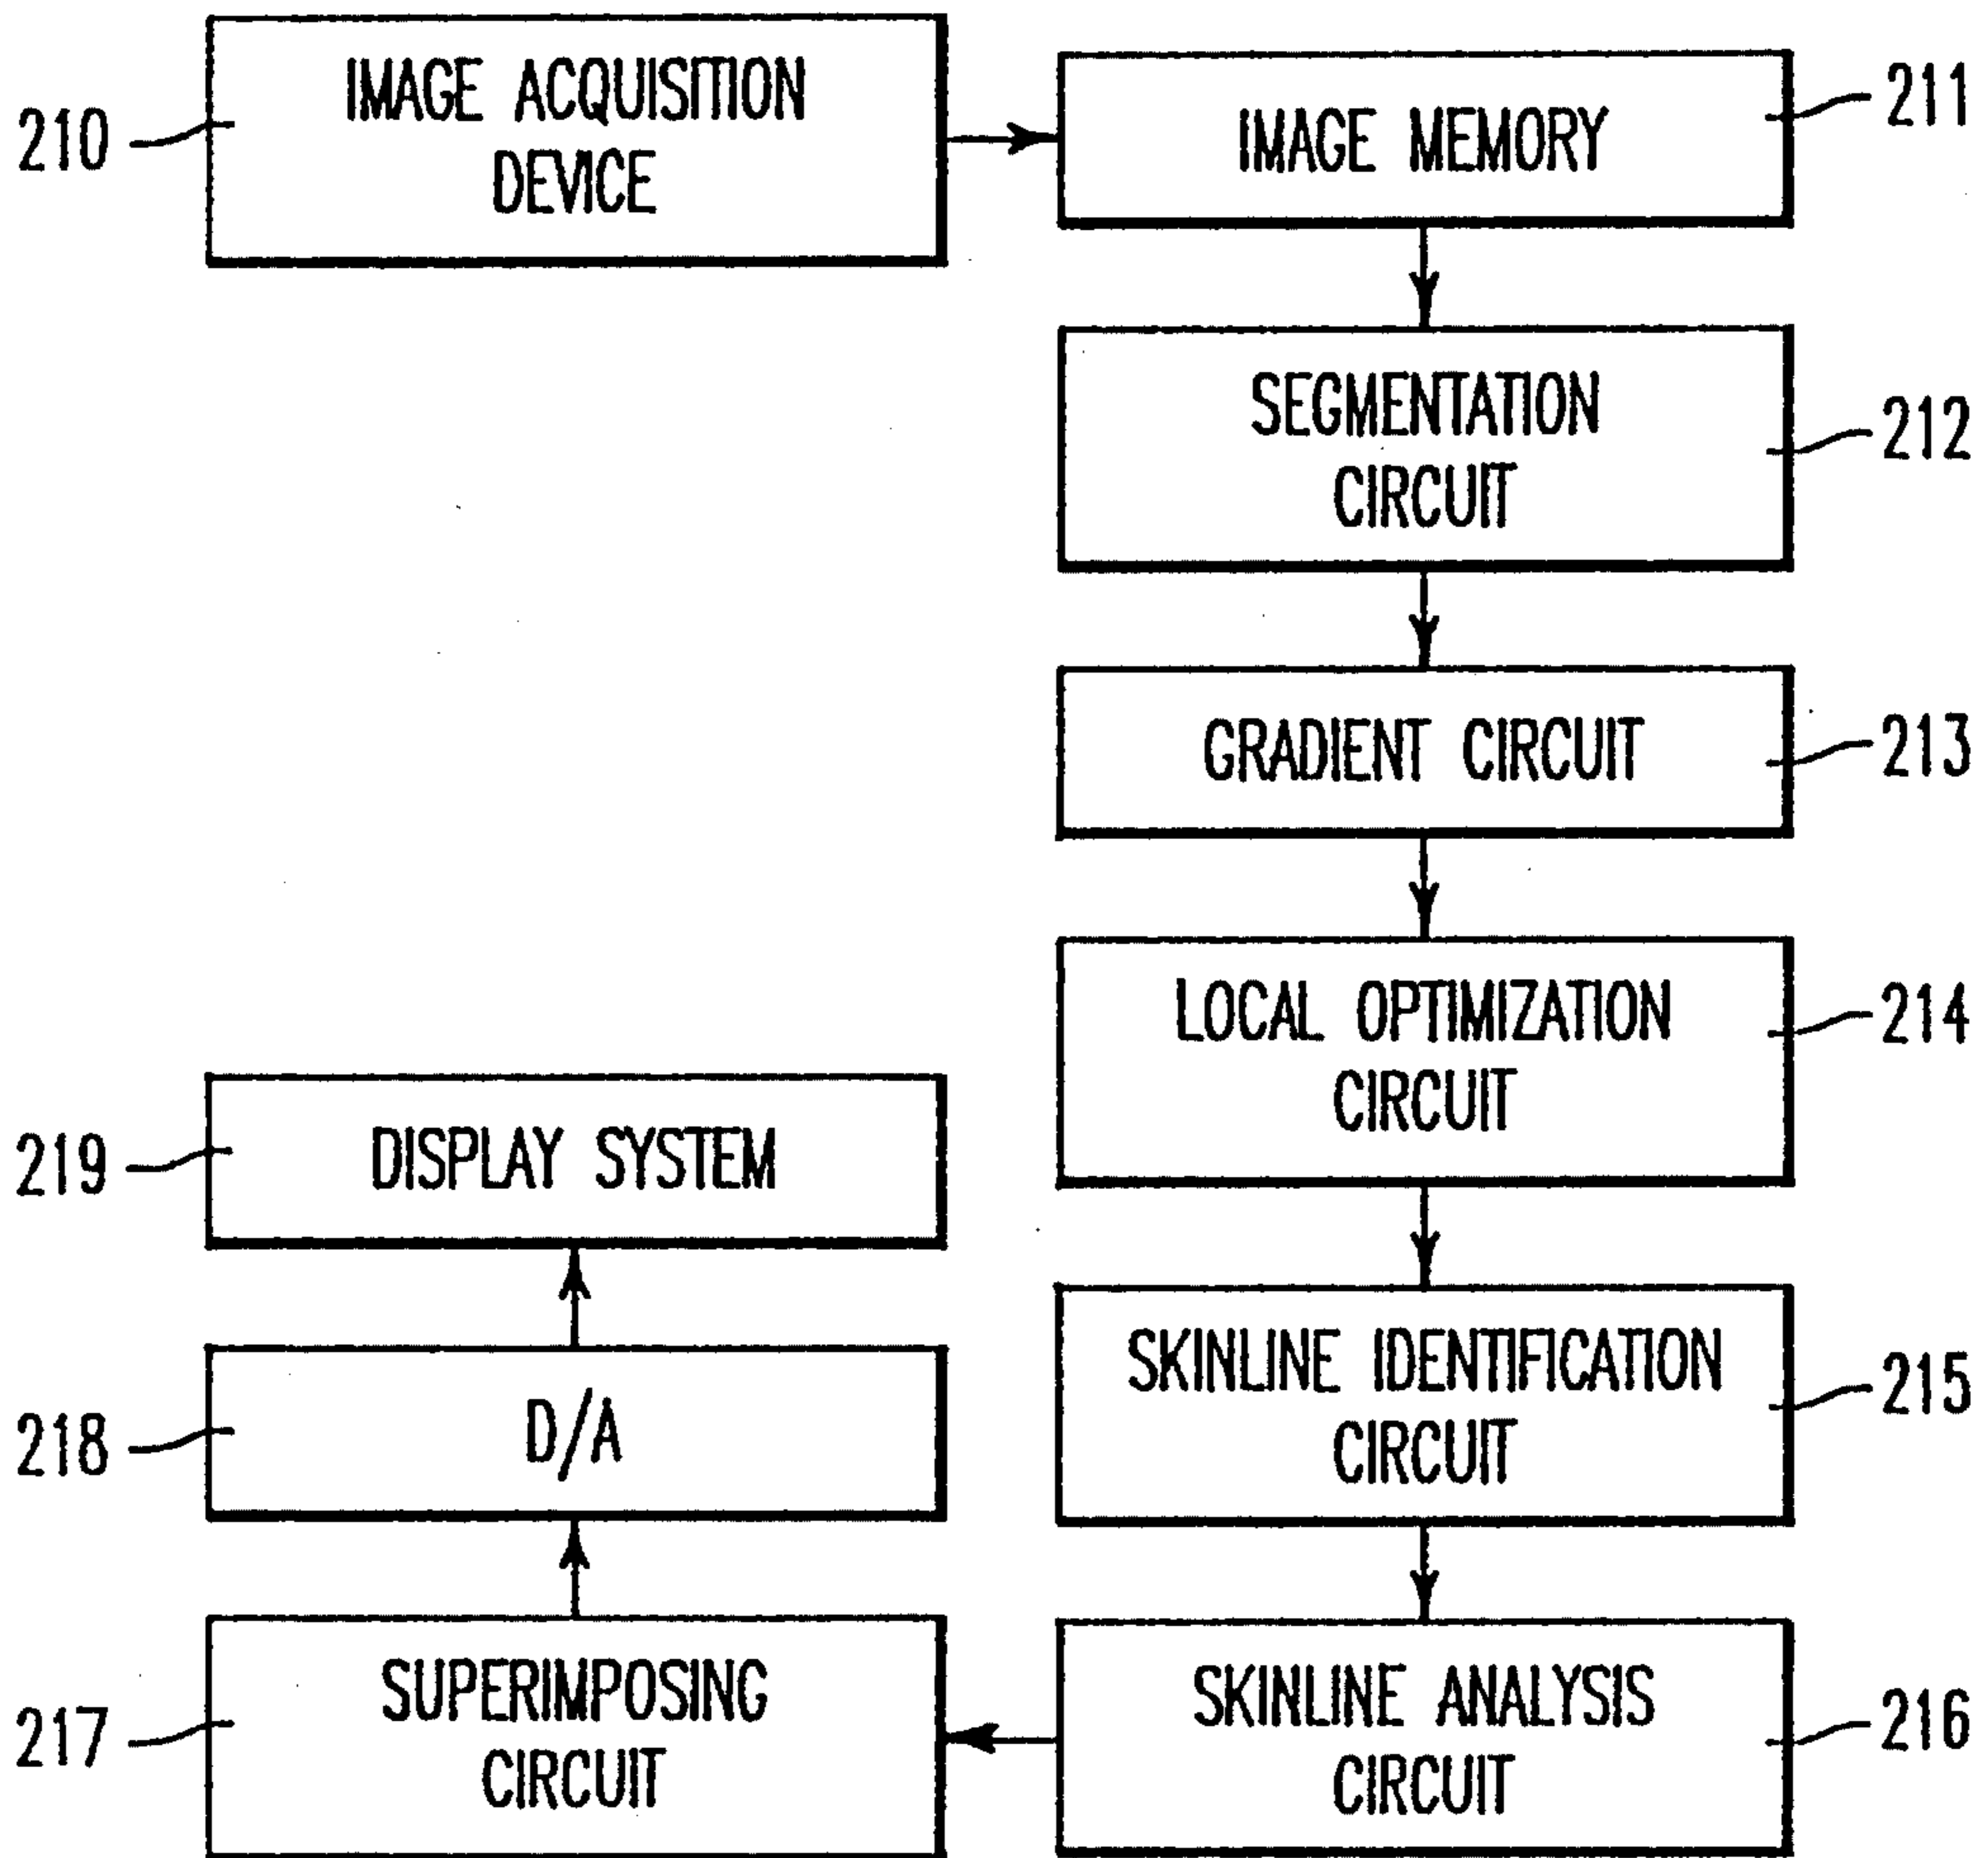 IMAGE ACQUISITION
DEVICE
210
IMAGE MEMORY
211
SEGMENTATION
CIRCUIT
212
GRADIENT CIRCUIT
213
LOCAL OPTIMIZATION
CIRCUIT
214
SKINLINE IDENTIFICATION
CIRCUIT
215
SKINLINE ANALYSIS
CIRCUIT
216
SUPERIMPOSING
CIRCUIT
217
D/A
218
DISPLAY SYSTEM
219